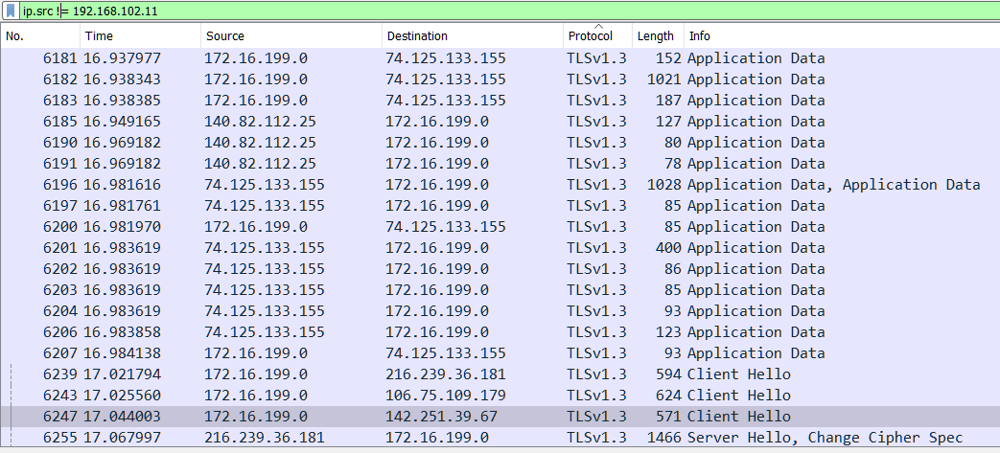 ip.src != 192.168.102.11
No. Time Source Destination Protocol Length Info
6181 16.937977 172.16.199.0 74.125.133.155 TLSv1.3 152 Application Data
6182 16.938343 172.16.199.0 74.125.133.155 TLSv1.3 1021 Application Data
6183 16.938385 172.16.199.0 74.125.133.155 TLSv1.3 187 Application Data
6185 16.949165 140.82.112.25 172.16.199.0 TLSv1.3 127 Application Data
6190 16.969182 140.82.112.25 172.16.199.0 TLSv1.3 80 Application Data
6191 16.969182 140.82.112.25 172.16.199.0 TLSv1.3 78 Application Data
6196 16.981616 74.125.133.155 172.16.199.0 TLSv1.3 1028 Application Data, Application Data
6197 16.981761 74.125.133.155 172.16.199.0 TLSv1.3 85 Application Data
6200 16.981970 172.16.199.0 74.125.133.155 TLSv1.3 85 Application Data
6201 16.983619 74.125.133.155 172.16.199.0 TLSv1.3 400 Application Data
6202 16.983619 74.125.133.155 172.16.199.0 TLSv1.3 86 Application Data
6203 16.983619 74.125.133.155 172.16.199.0 TLSv1.3 85 Application Data
6204 16.983619 74.125.133.155 172.16.199.0 TLSv1.3 93 Application Data
6206 16.983858 74.125.133.155 172.16.199.0 TLSv1.3 123 Application Data
6207 16.984138 172.16.199.0 74.125.133.155 TLSv1.3 93 Application Data
6239 17.021794 172.16.199.0 216.239.36.181 TLSv1.3 594 Client Hello
6243 17.025560 172.16.199.0 106.75.109.179 TLSv1.3 624 Client Hello
6247 17.044003 172.16.199.0 142.251.39.67 TLSv1.3 571 Client Hello
6255 17.067997 216.239.36.181 172.16.199.0 TLSv1.3 1466 Server Hello, Change Cipher Spec